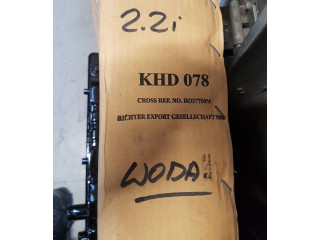 2.2i
KHD 078
CROSS REF. NO.
RICHTER EXPORT GESELLSCHAFT
WODA